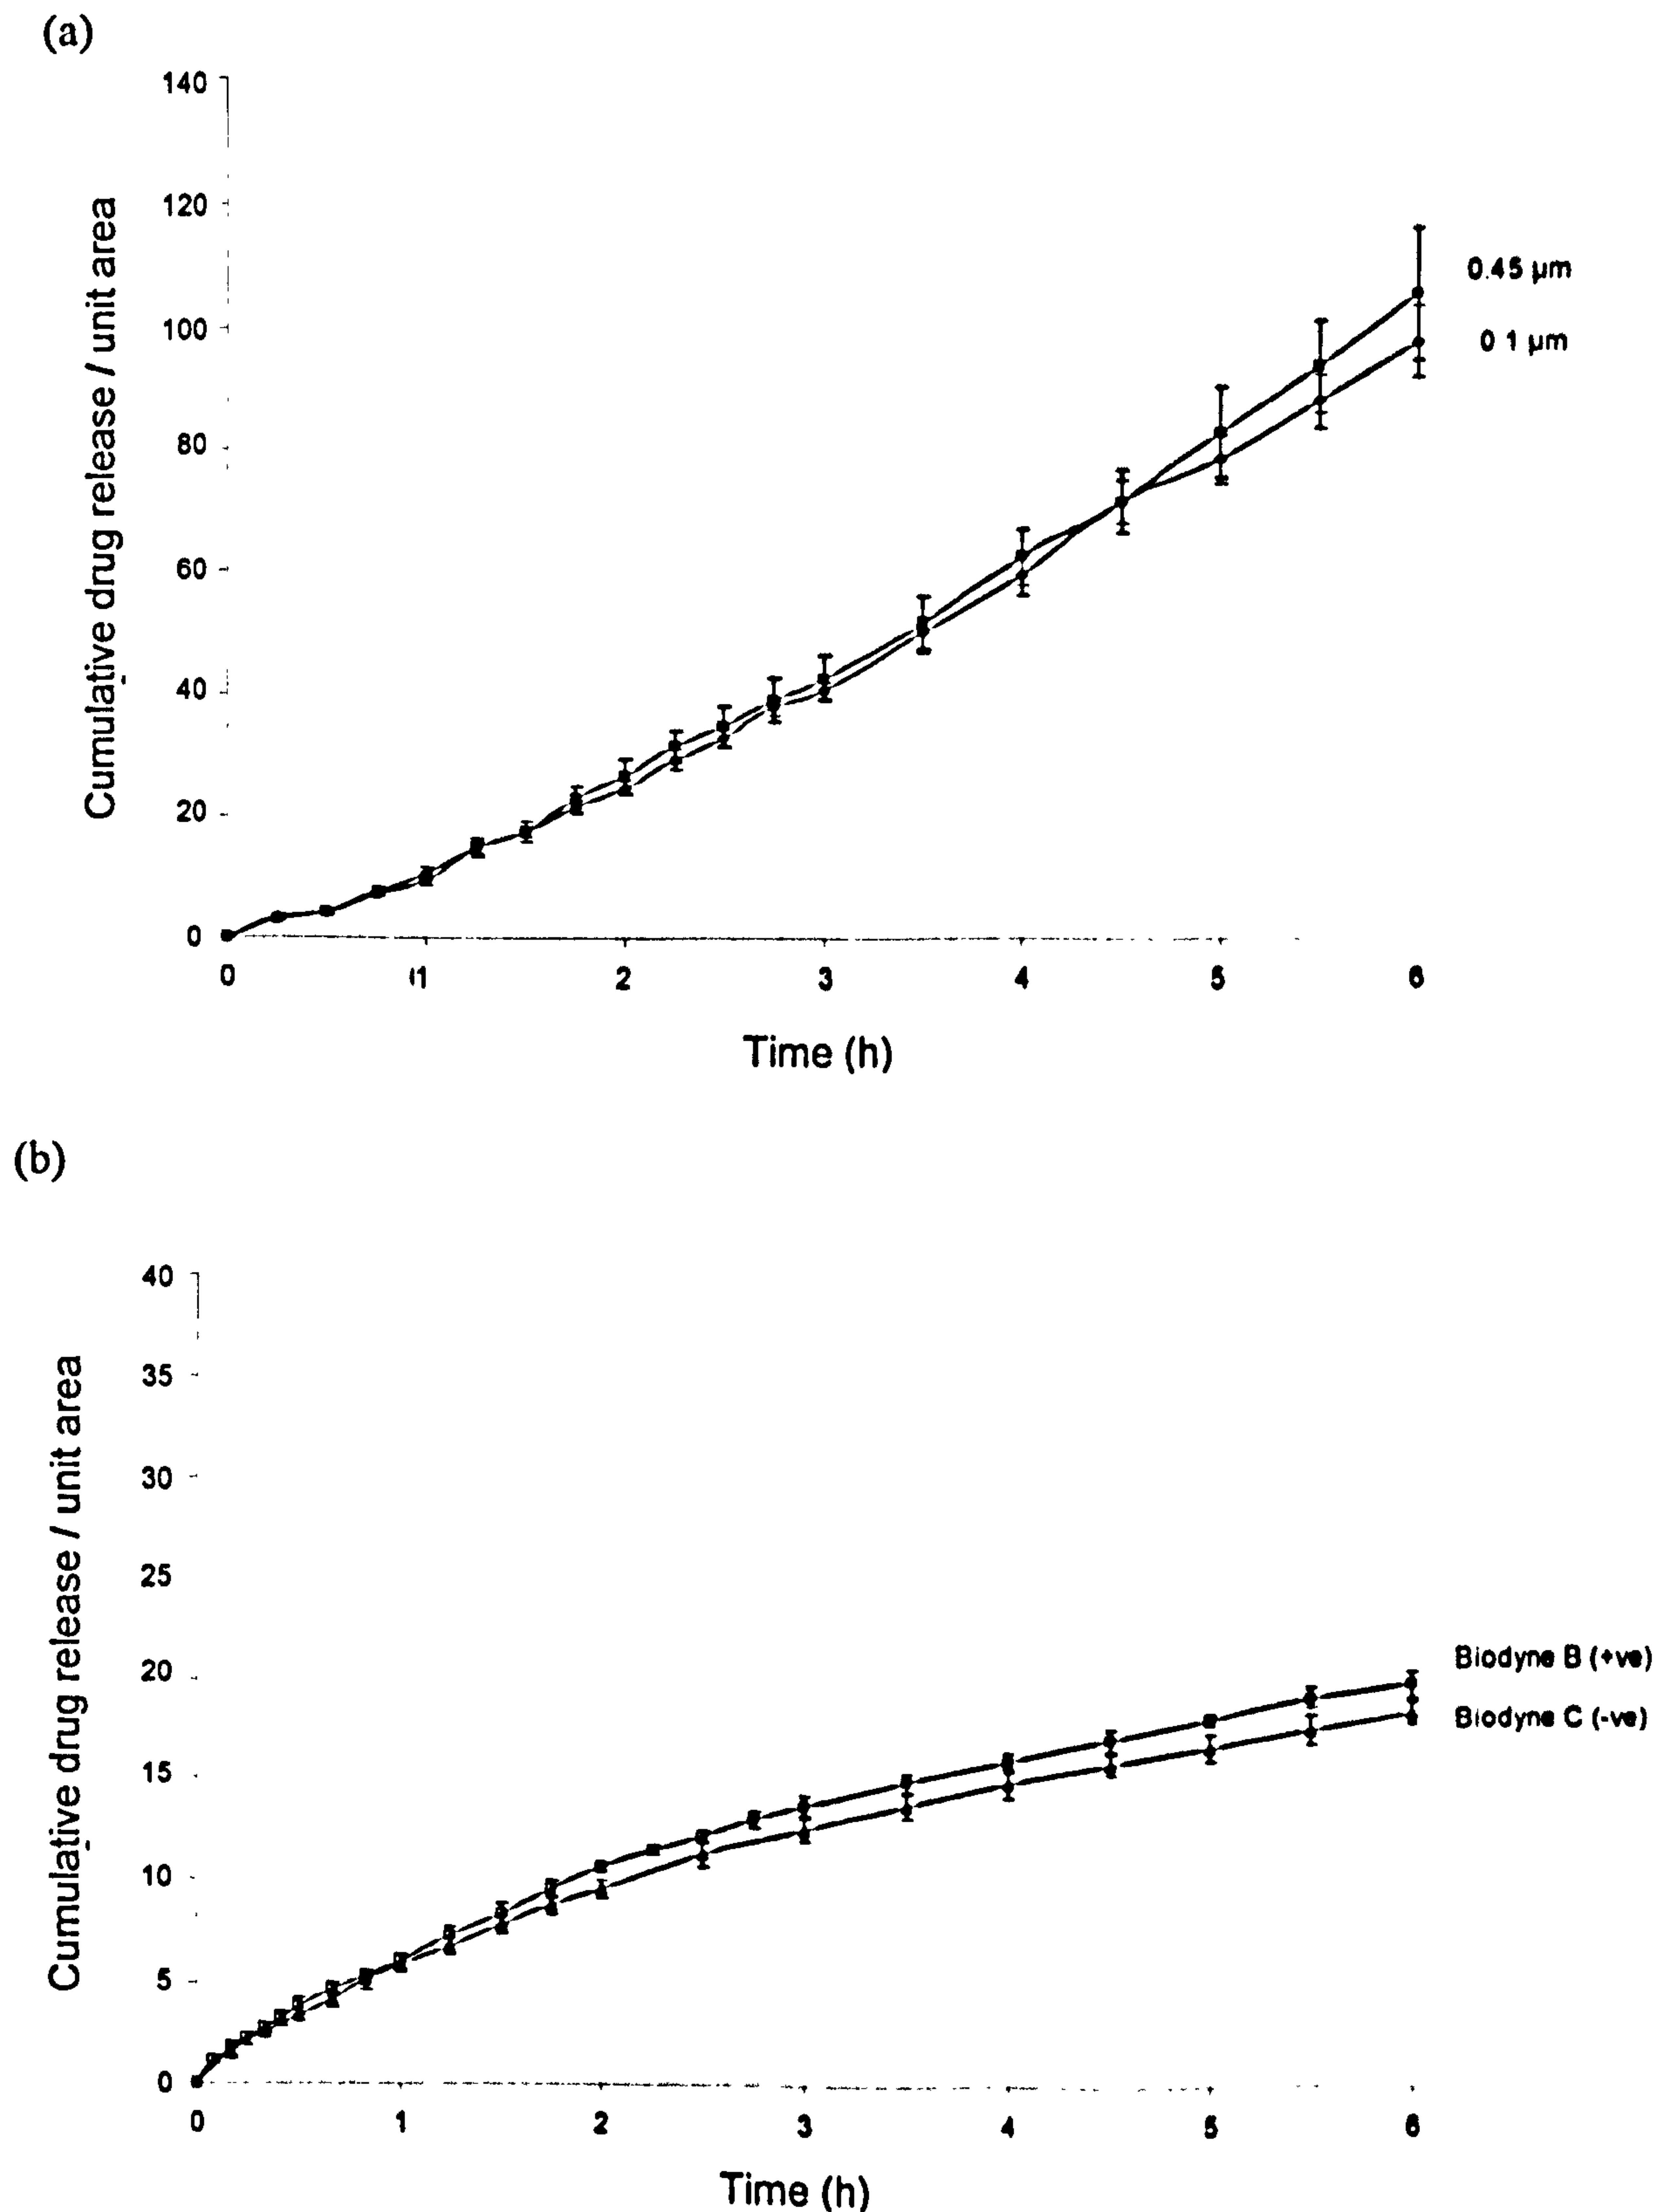 (a)
140
120
100
80
60
40
20
0
0 1 2 3 4 5 6
Cumulative drug release / unit area
Time (h)
0.45 µm
0 1 µm
(b)
40
35
30
25
20
15
10
5
0
0 1 2 3 4 5 6
Cumulative drug release / unit area
Time (h)
Biodyne B (+ve)
Biodyne C (-ve)